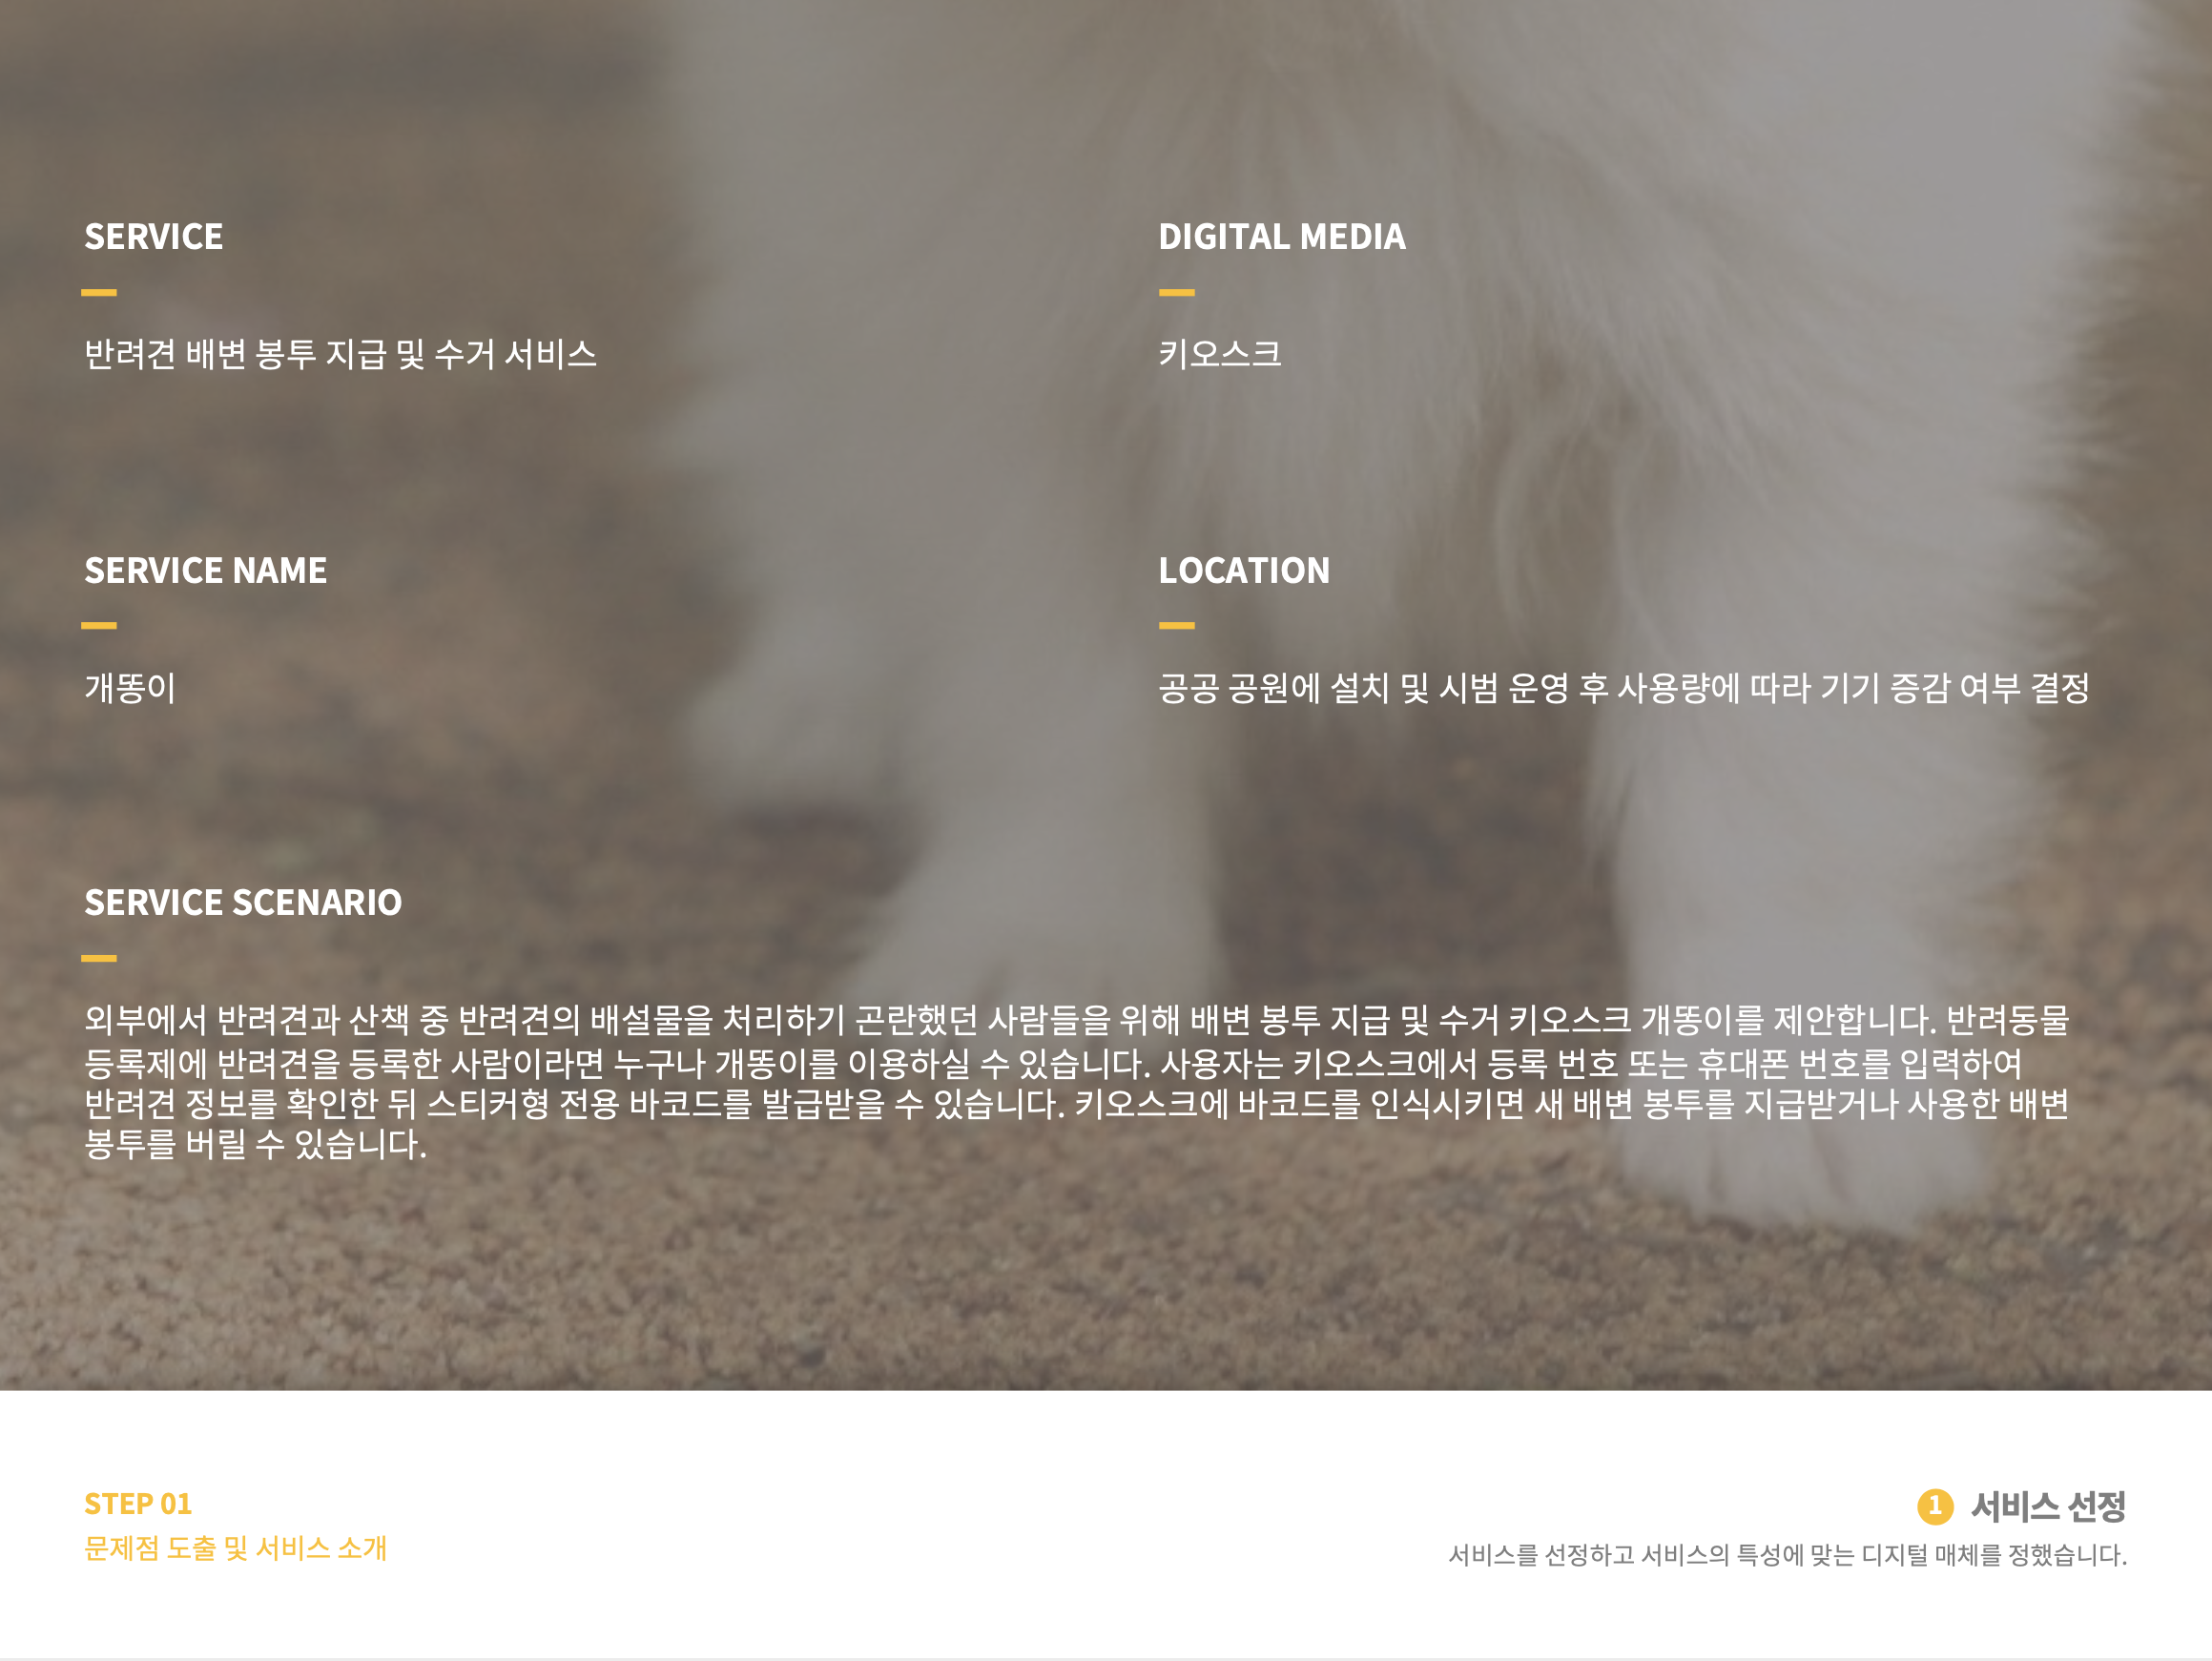 SERVICE
반려견 배변 봉투 지급 및 수거 서비스
DIGITAL MEDIA
키오스크
SERVICE NAME
개똥이
LOCATION
공공 공원에 설치 및 시범 운영 후 사용량에 따라 기기 증감 여부 결정
SERVICE SCENARIO
외부에서 반려견과 산책 중 반려견의 배설물을 처리하기 곤란했던 사람들을 위해 배변 봉투 지급 및 수거 키오스크 개똥이를 제안합니다. 반려동물
등록제에 반려견을 등록한 사람이라면 누구나 개똥이를 이용하실 수 있습니다. 사용자는 키오스크에서 등록 번호 또는 휴대폰 번호를 입력하여
반려견 정보를 확인한 뒤 스티커형 전용 바코드를 발급받을 수 있습니다. 키오스크에 바코드를 인식시키면 새 배변 봉투를 지급받거나 사용한 배변
봉투를 버릴 수 있습니다.
STEP 01
문제점 도출 및 서비스 소개
1 서비스 선정
서비스를 선정하고 서비스의 특성에 맞는 디지털 매체를 정했습니다.